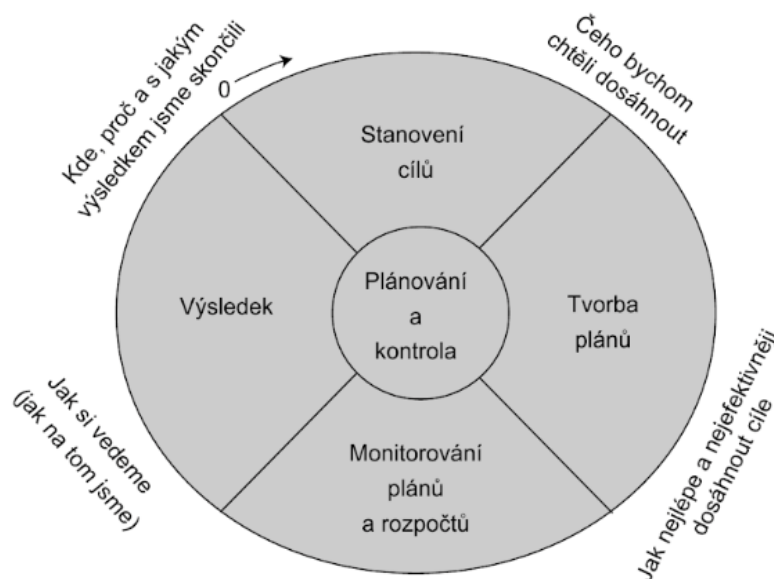 Kde, proč a s jakým
výsledkem jsme skončili
0
Čeho bychom
chtěli dosáhnout
Stanovení
cílů
Výsledek
Plánování
a
kontrola
Tvorba
plánů
Jak si vedeme
(jak na tom jsme)
Monitorování
plánů
a rozpočtů
Jak nejlépe a nejefektivněji
dosáhnout cíle